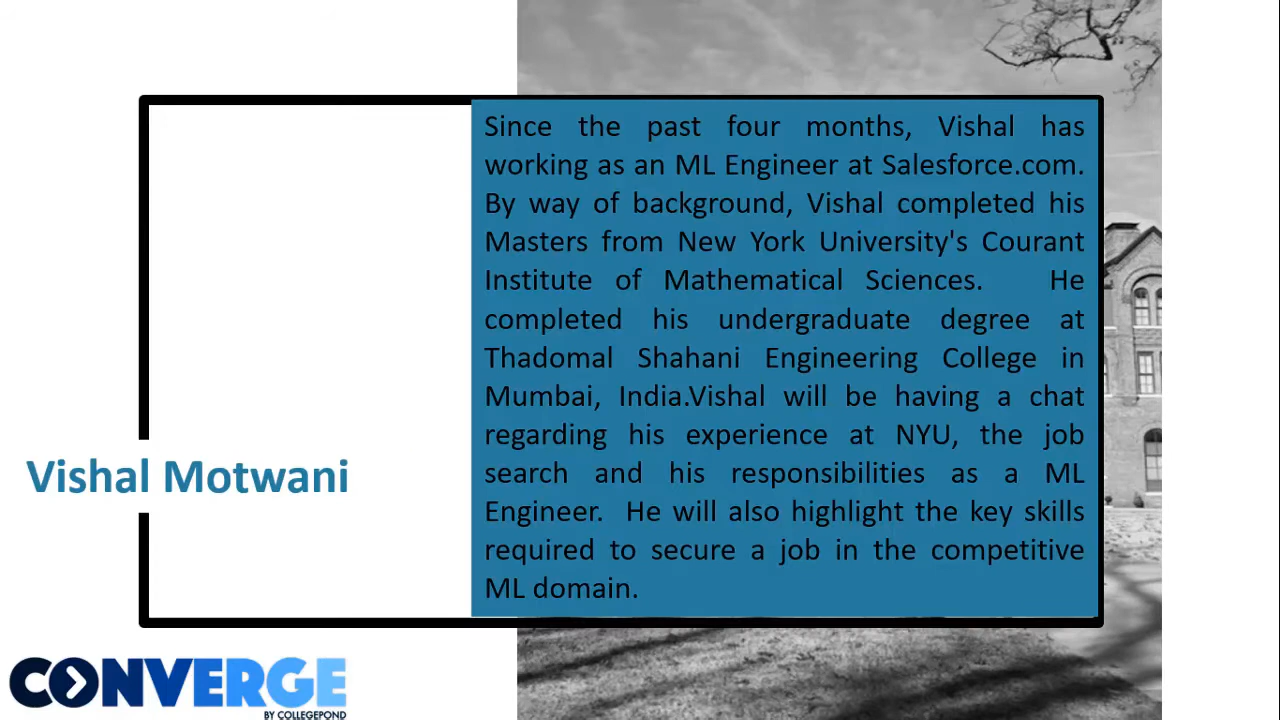 Since the past four months, Vishal has
working as an ML Engineer at Salesforce.com.
By way of background, Vishal completed his
Masters from New York University's Courant
Institute of Mathematical Sciences. He
completed his undergraduate degree at
Thadomal Shahani Engineering College in
Mumbai, India.Vishal will be having a chat
regarding his experience at NYU, the job
search and his responsibilities as a ML
Engineer. He will also highlight the key skills
required to secure a job in the competitive
ML domain.
Vishal Motwani
CONVERGE
BY COLLEGEPOND